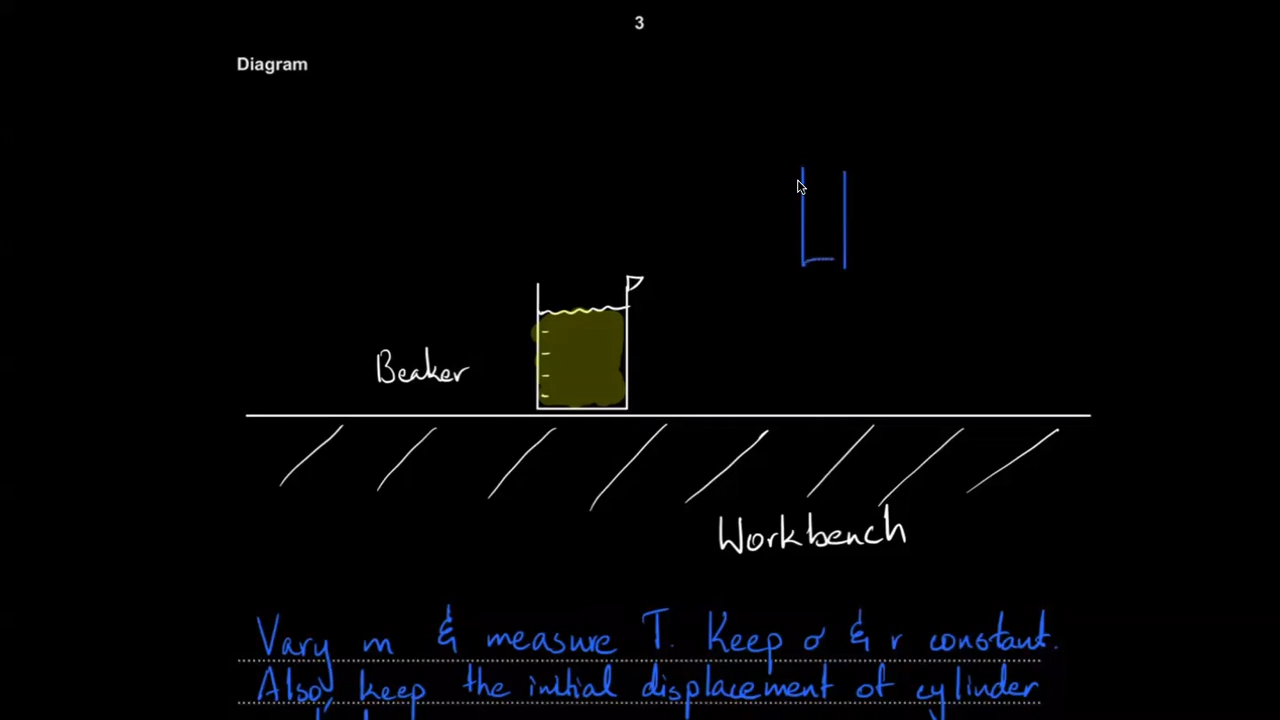 3
Diagram
Beaker
Workbench
Vary m & measure T. Keep σ & r constant.
Also, keep the initial displacement of cylinder